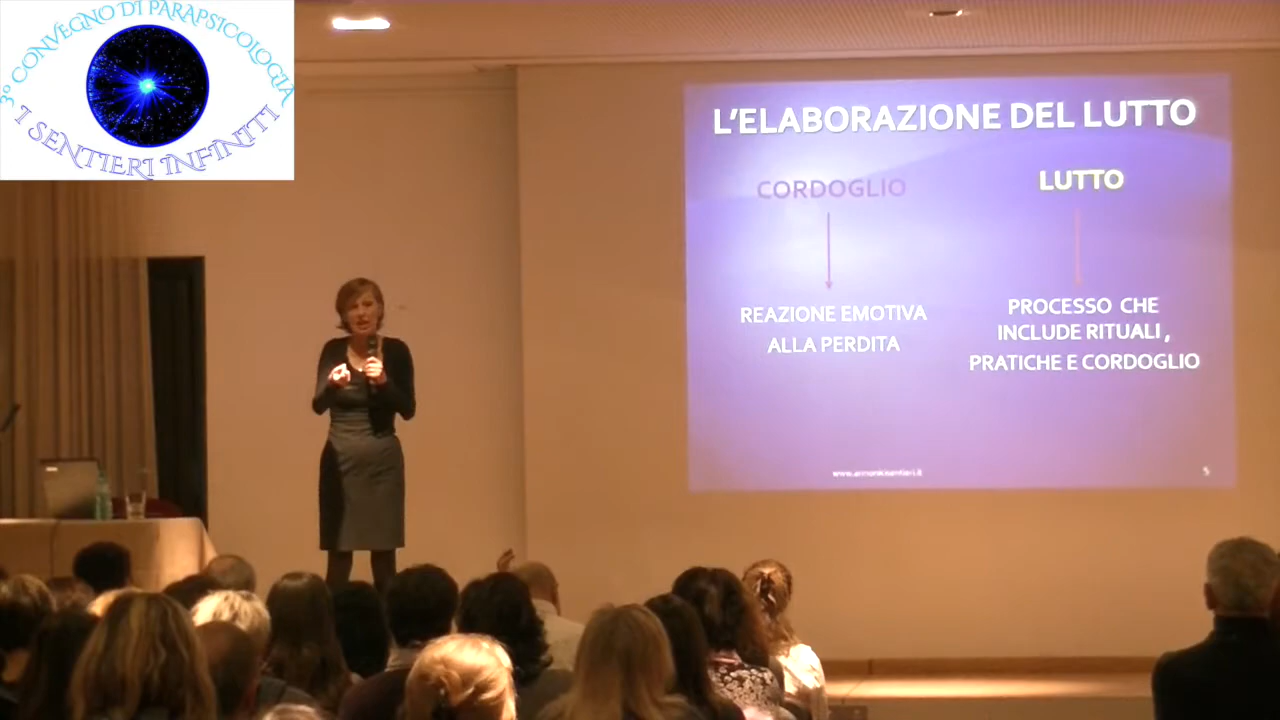 3° CONVEGNO DI PARAPSICOLOGIA
I SENTIERI INFINITI
L'ELABORAZIONE DEL LUTTO
CORDOGLIO
LUTTO
REAZIONE EMOTIVA
ALLA PERDITA
PROCESSO CHE
INCLUDE RITUALI ,
PRATICHE E CORDOGLIO
5